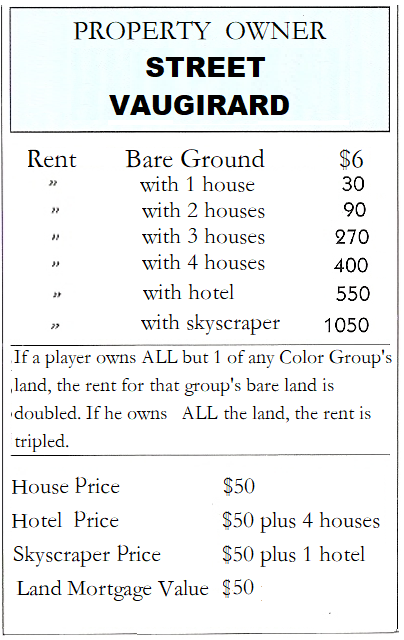 PROPERTY OWNER
STREET
VAUGIRARD
Rent Bare Ground $6
” with 1 house 30
” with 2 houses 90
” with 3 houses 270
” with 4 houses 400
” with hotel 550
” with skyscraper 1050
If a player owns ALL but 1 of any Color Group's
land, the rent for that group's bare land is
doubled. If he owns ALL the land, the rent is
tripled.
House Price $50
Hotel Price $50 plus 4 houses
Skyscraper Price $50 plus 1 hotel
Land Mortgage Value $50